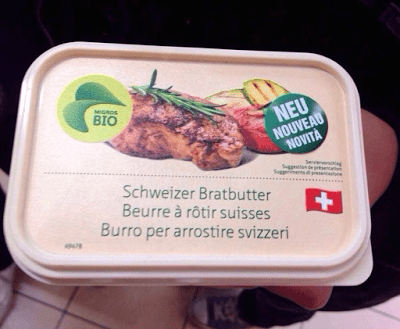 MIGROS
BIO
NEU
NOUVEAU
NOVITÀ
Serviervorschlag
Suggestion de présentation
Suggerimento di presentazione
Schweizer Bratbutter
Beurre à rôtir suisses
Burro per arrostire svizzeri